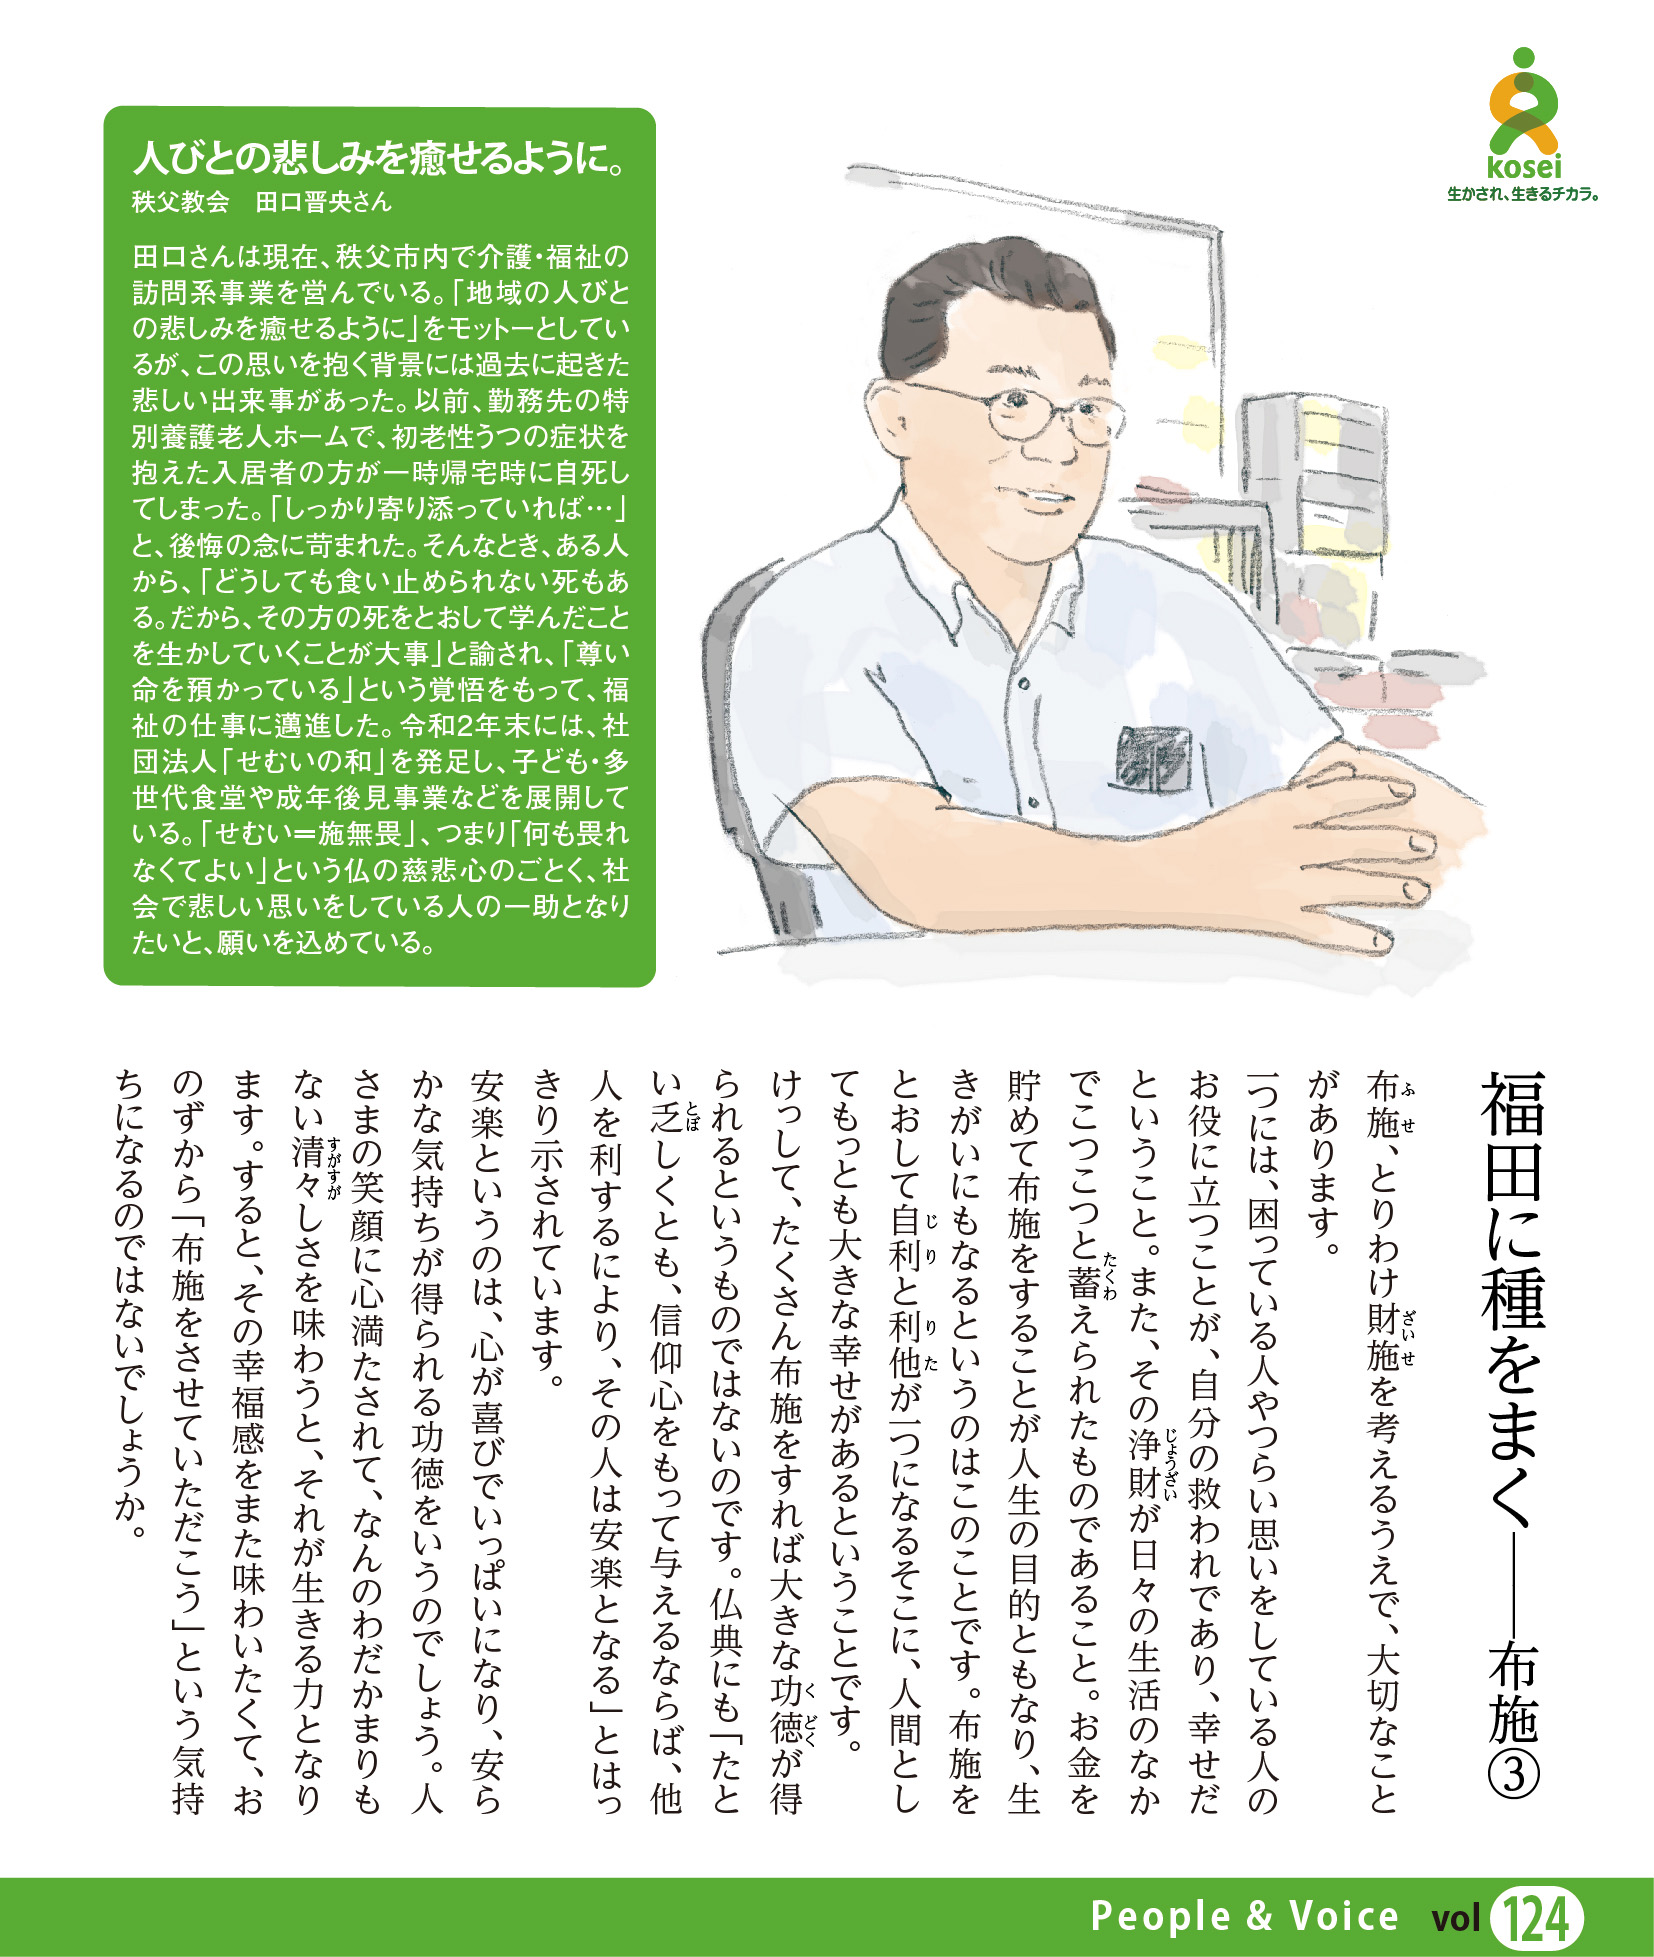 kosei
生かされ、生きるチカラ。
人びとの悲しみを癒せるように。
秩父教会　田口晋央さん
田口さんは現在、秩父市内で介護・福祉の
訪問系事業を営んでいる。「地域の人びと
の悲しみを癒せるように」をモットーとしてい
るが、この思いを抱く背景には過去に起きた
悲しい出来事があった。以前、勤務先の特
別養護老人ホームで、初老性うつの症状を
抱えた入居者の方が一時帰宅時に自死し
てしまった。「しっかり寄り添っていれば…」
と、後悔の念に苛まれた。そんなとき、ある人
から、「どうしても食い止められない死もあ
る。だから、その方の死をとおして学んだこと
を生かしていくことが大事」と諭され、「尊い
命を預かっている」という覚悟をもって、福
祉の仕事に邁進した。令和2年末には、社
団法人「せむいの和」を発足し、子ども・多
世代食堂や成年後見事業などを展開して
いる。「せむい＝施無畏」、つまり「何も畏れ
なくてよい」という仏の慈悲心のごとく、社
会で悲しい思いをしている人の一助となり
たいと、願いを込めている。
福田に種をまく――布施③
布施、とりわけ財施を考えるうえで、大切なこと
があります。
一つには、困っている人やつらい思いをしている人の
お役に立つことが、自分の救われであり、幸せだ
ということ。また、その浄財が日々の生活のなか
でこつこつと蓄えられたものであること。お金を
貯めて布施をすることが人生の目的ともなり、生
きがいにもなるというのはこのことです。布施を
とおして自利と利他が一つになるそこに、人間とし
てもっとも大きな幸せがあるということです。
けっして、たくさん布施をすれば大きな功徳が得
られるというものではないのです。仏典にも「たと
い乏しくとも、信仰心をもって与えるならば、他
人を利するにより、その人は安楽となる」とはっ
きり示されています。
安楽というのは、心が喜びでいっぱいになり、安ら
かな気持ちが得られる功徳をいうのでしょう。人
さまの笑顔に心満たされて、なんのわだかまりも
ない清々しさを味わうと、それが生きる力となり
ます。すると、その幸福感をまた味わいたくて、お
のずから「布施をさせていただこう」という気持
ちになるのではないでしょうか。
ふせ
ざいせ
じょうざい
たくわ
じり
りた
くどく
とぼ
すがすが
People & Voice vol 124